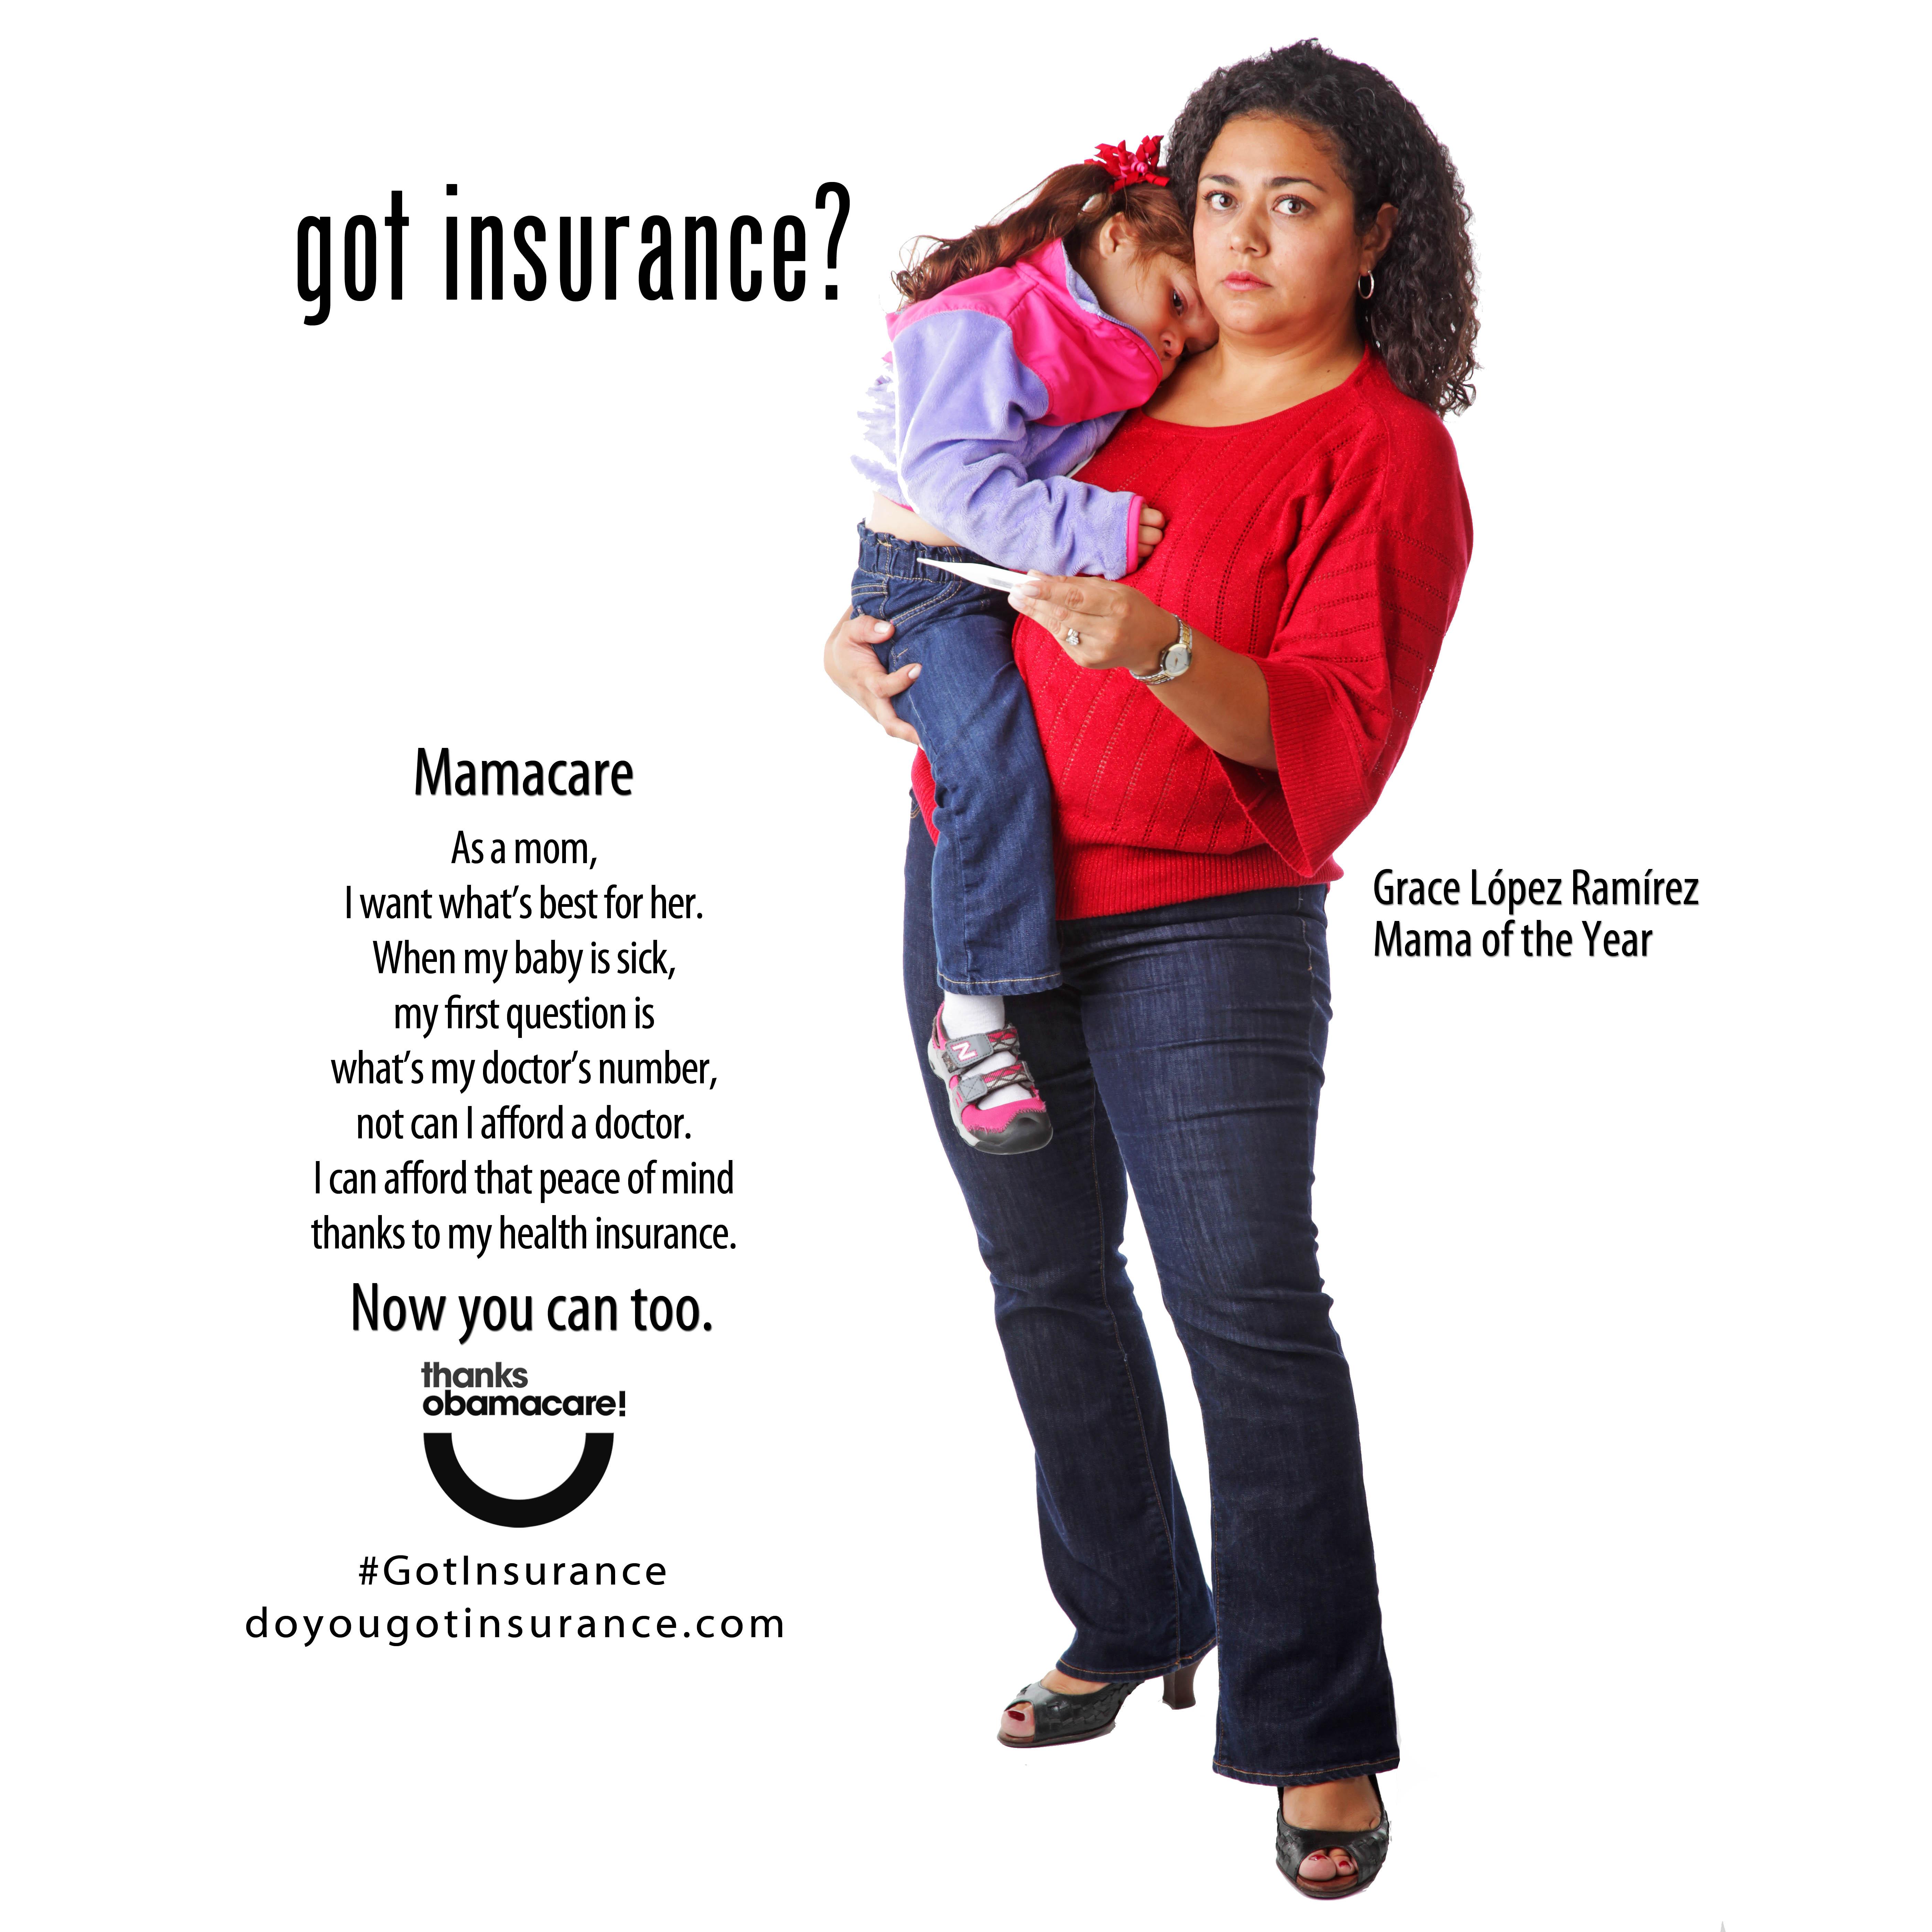 got insurance?
Mamacare
As a mom,
I want what's best for her.
When my baby is sick,
my first question is
what's my doctor's number,
not can I afford a doctor.
I can afford that peace of mind
thanks to my health insurance.
Now you can too.
thanks
obamacare!
#GotInsurance
doyougotinsurance.com
Grace López Ramírez
Mama of the Year
N